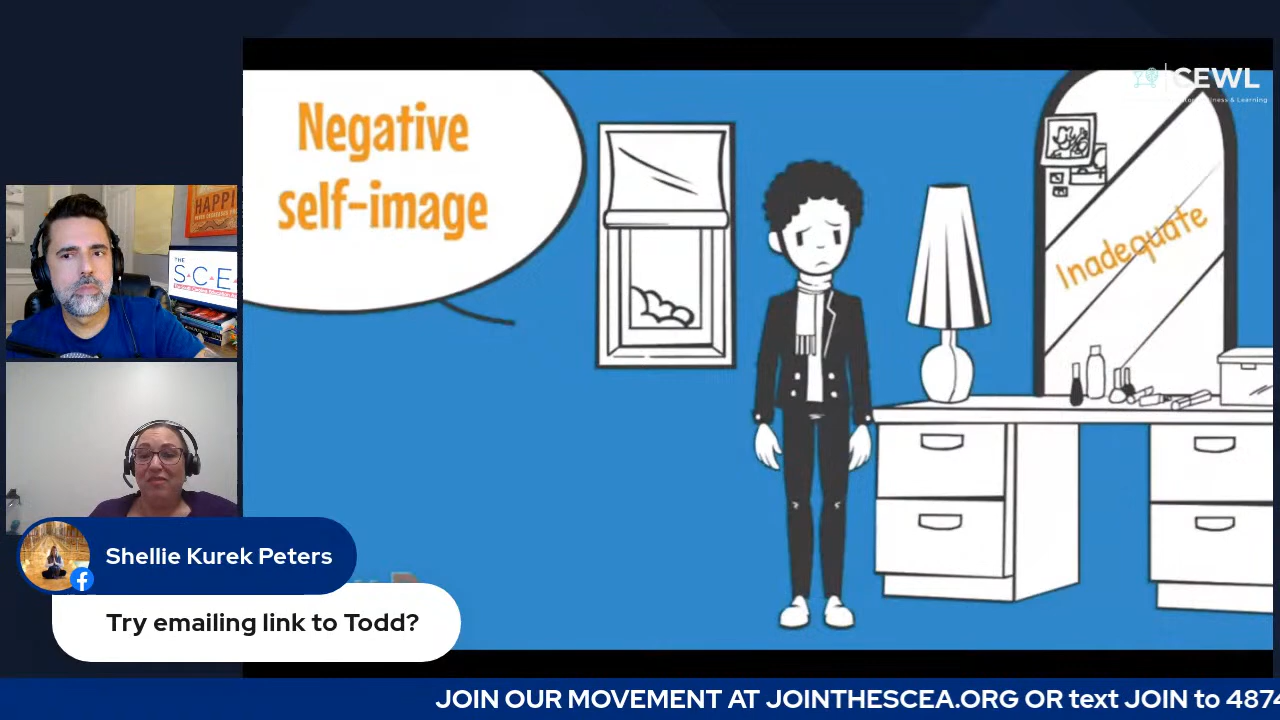 CEWL
Negative
self-image
Inadequate
HAPPI
THE
S·C·E
Shellie Kurek Peters
Try emailing link to Todd?
JOIN OUR MOVEMENT AT JOINTHESCEA.ORG OR text JOIN to 4874